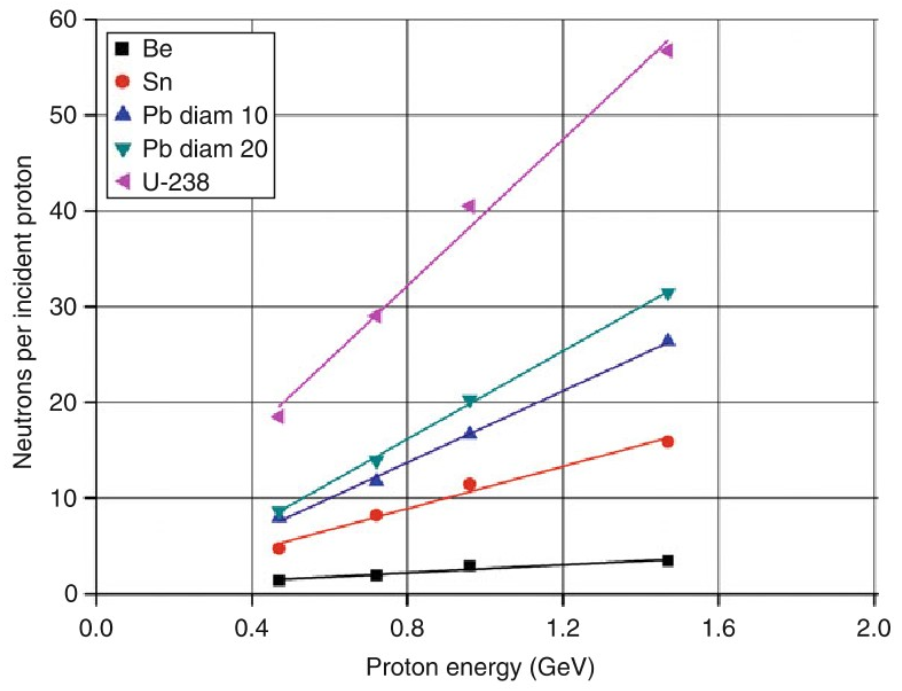 60
50
40
30
20
10
0
Neutrons per incident proton
Be
Sn
Pb diam 10
Pb diam 20
U-238
0.0 0.4 0.8 1.2 1.6 2.0
Proton energy (GeV)